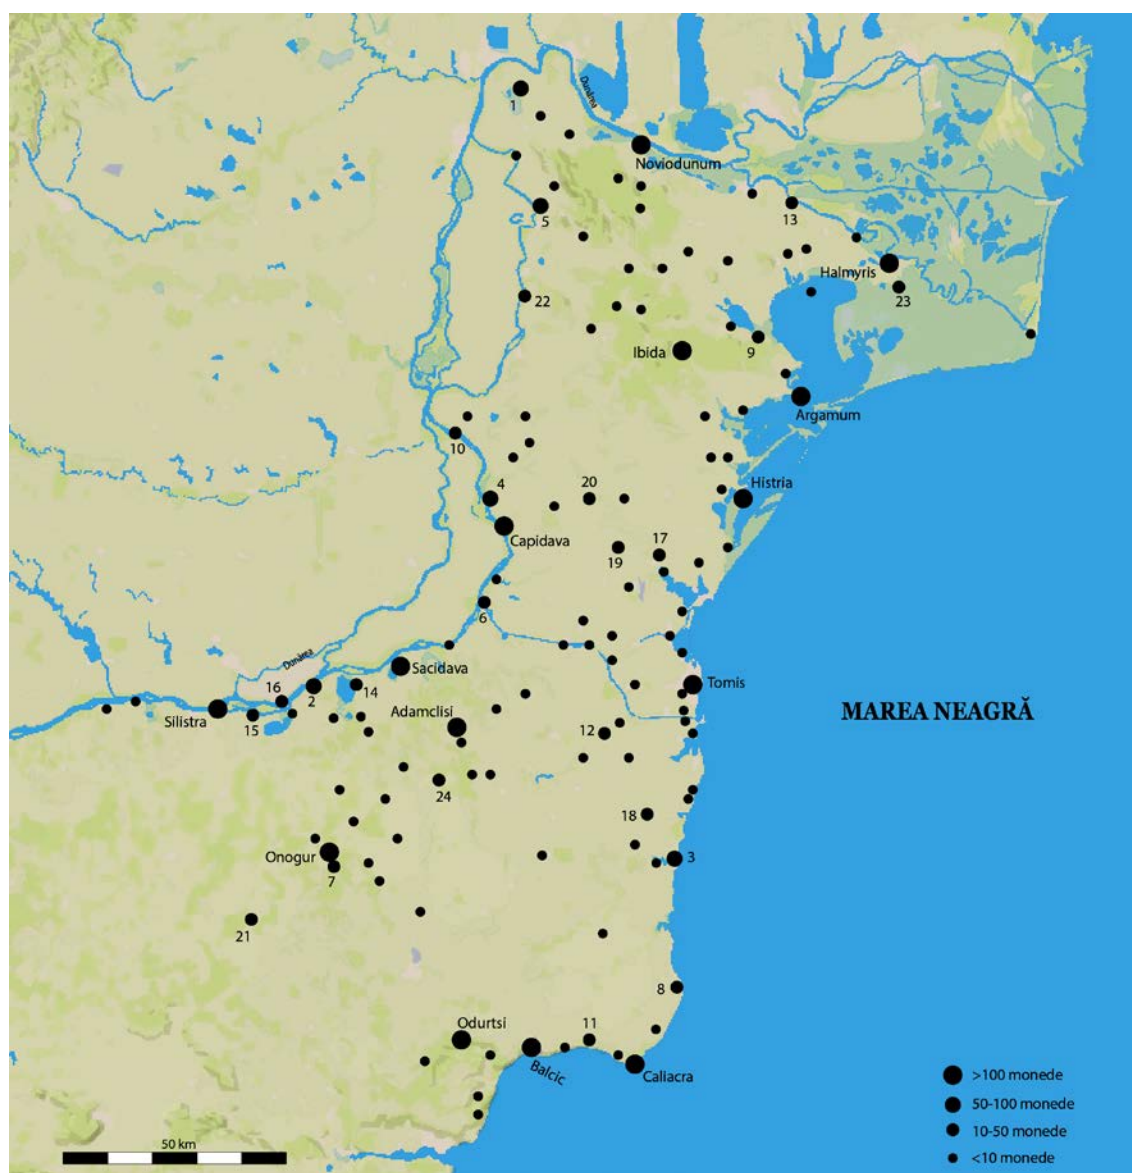 1
Dunărea
Noviodunum
5
13
Halmyris
23
22
9
Ibida
Argamum
10
4
20
Histria
Capidava
17
19
6
Dunărea
Sacidava
Tomis
16
2
14
Silistra
15
Adamclisi
12
MAREA NEAGRĂ
24
18
Onogur
3
7
21
8
Odurtsi
11
Balcic
Caliacra
>100 monede
50-100 monede
10-50 monede
<10 monede
50 km